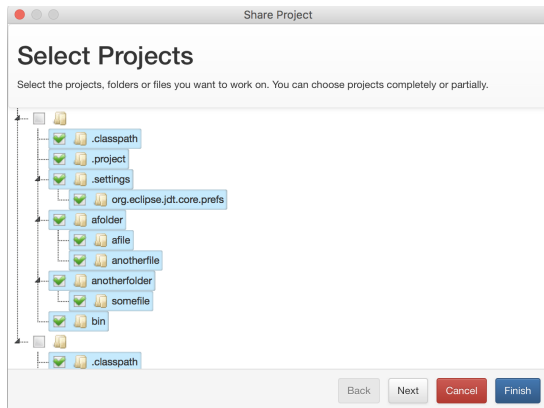 Share Project
Select Projects
Select the projects, folders or files you want to work on. You can choose projects completely or partially.
.classpath
.project
.settings
org.eclipse.jdt.core.prefs
afolder
afile
anotherfile
anotherfolder
somefile
bin
.classpath
Back Next Cancel Finish